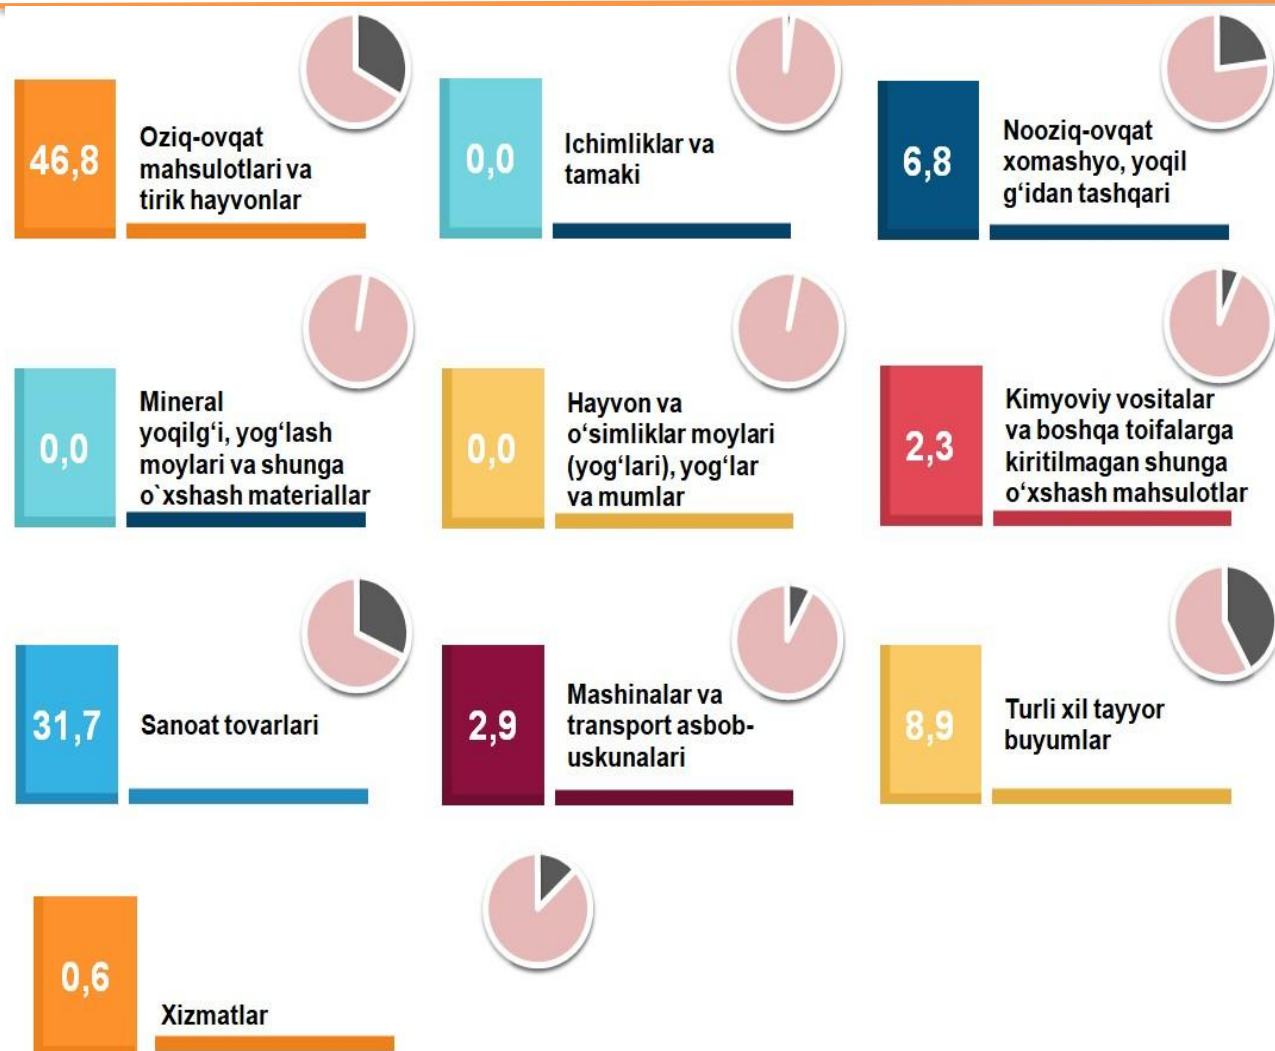 46,8
Oziq-ovqat
mahsulotlari va
tirik hayvonlar
0,0
Ichimliklar va
tamaki
6,8
Nooziq-ovqat
xomashyo, yoqil
g‘idan tashqari
0,0
Mineral
yoqilg‘i, yog‘lash
moylari va shunga
o`xshash materiallar
0,0
Hayvon va
o‘simliklar moylari
(yog‘lari), yog‘lar
va mumlar
2,3
Kimyoviy vositalar
va boshqa toifalarga
kiritilmagan shunga
o‘xshash mahsulotlar
31,7
Sanoat tovarlari
2,9
Mashinalar va
transport asbob-
uskunalari
8,9
Turli xil tayyor
buyumlar
0,6
Xizmatlar